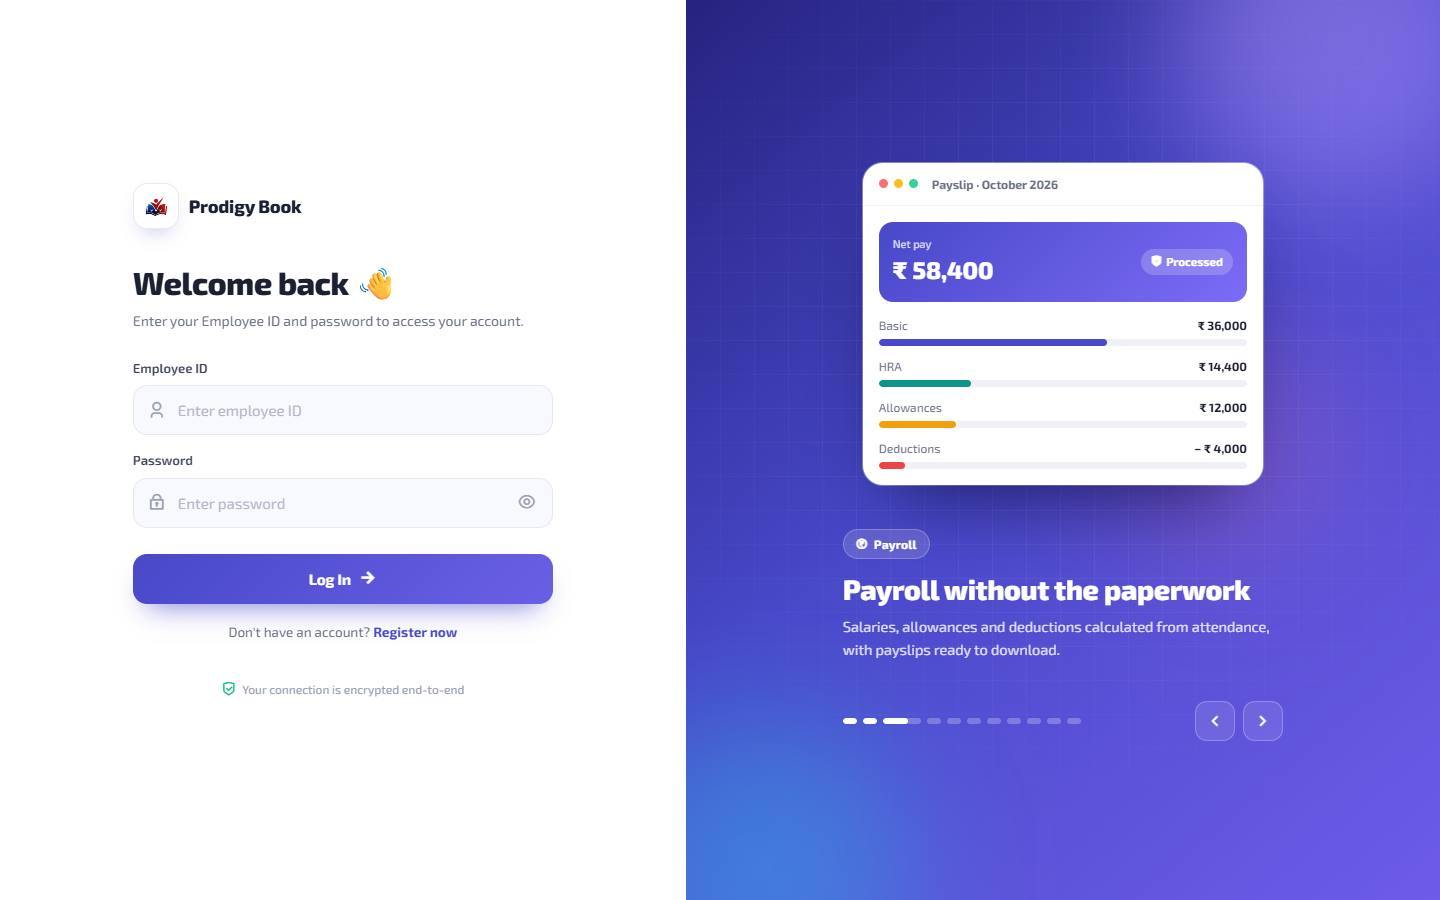 Prodigy Book
Welcome back 👋
Enter your Employee ID and password to access your account.
Employee ID
Enter employee ID
Password
Enter password
Log In
Don't have an account? Register now
Your connection is encrypted end-to-end
Payslip · October 2026
Net pay
₹ 58,400
Processed
Basic ₹ 36,000
HRA ₹ 14,400
Allowances ₹ 12,000
Deductions – ₹ 4,000
Payroll
Payroll without the paperwork
Salaries, allowances and deductions calculated from attendance,
with payslips ready to download.